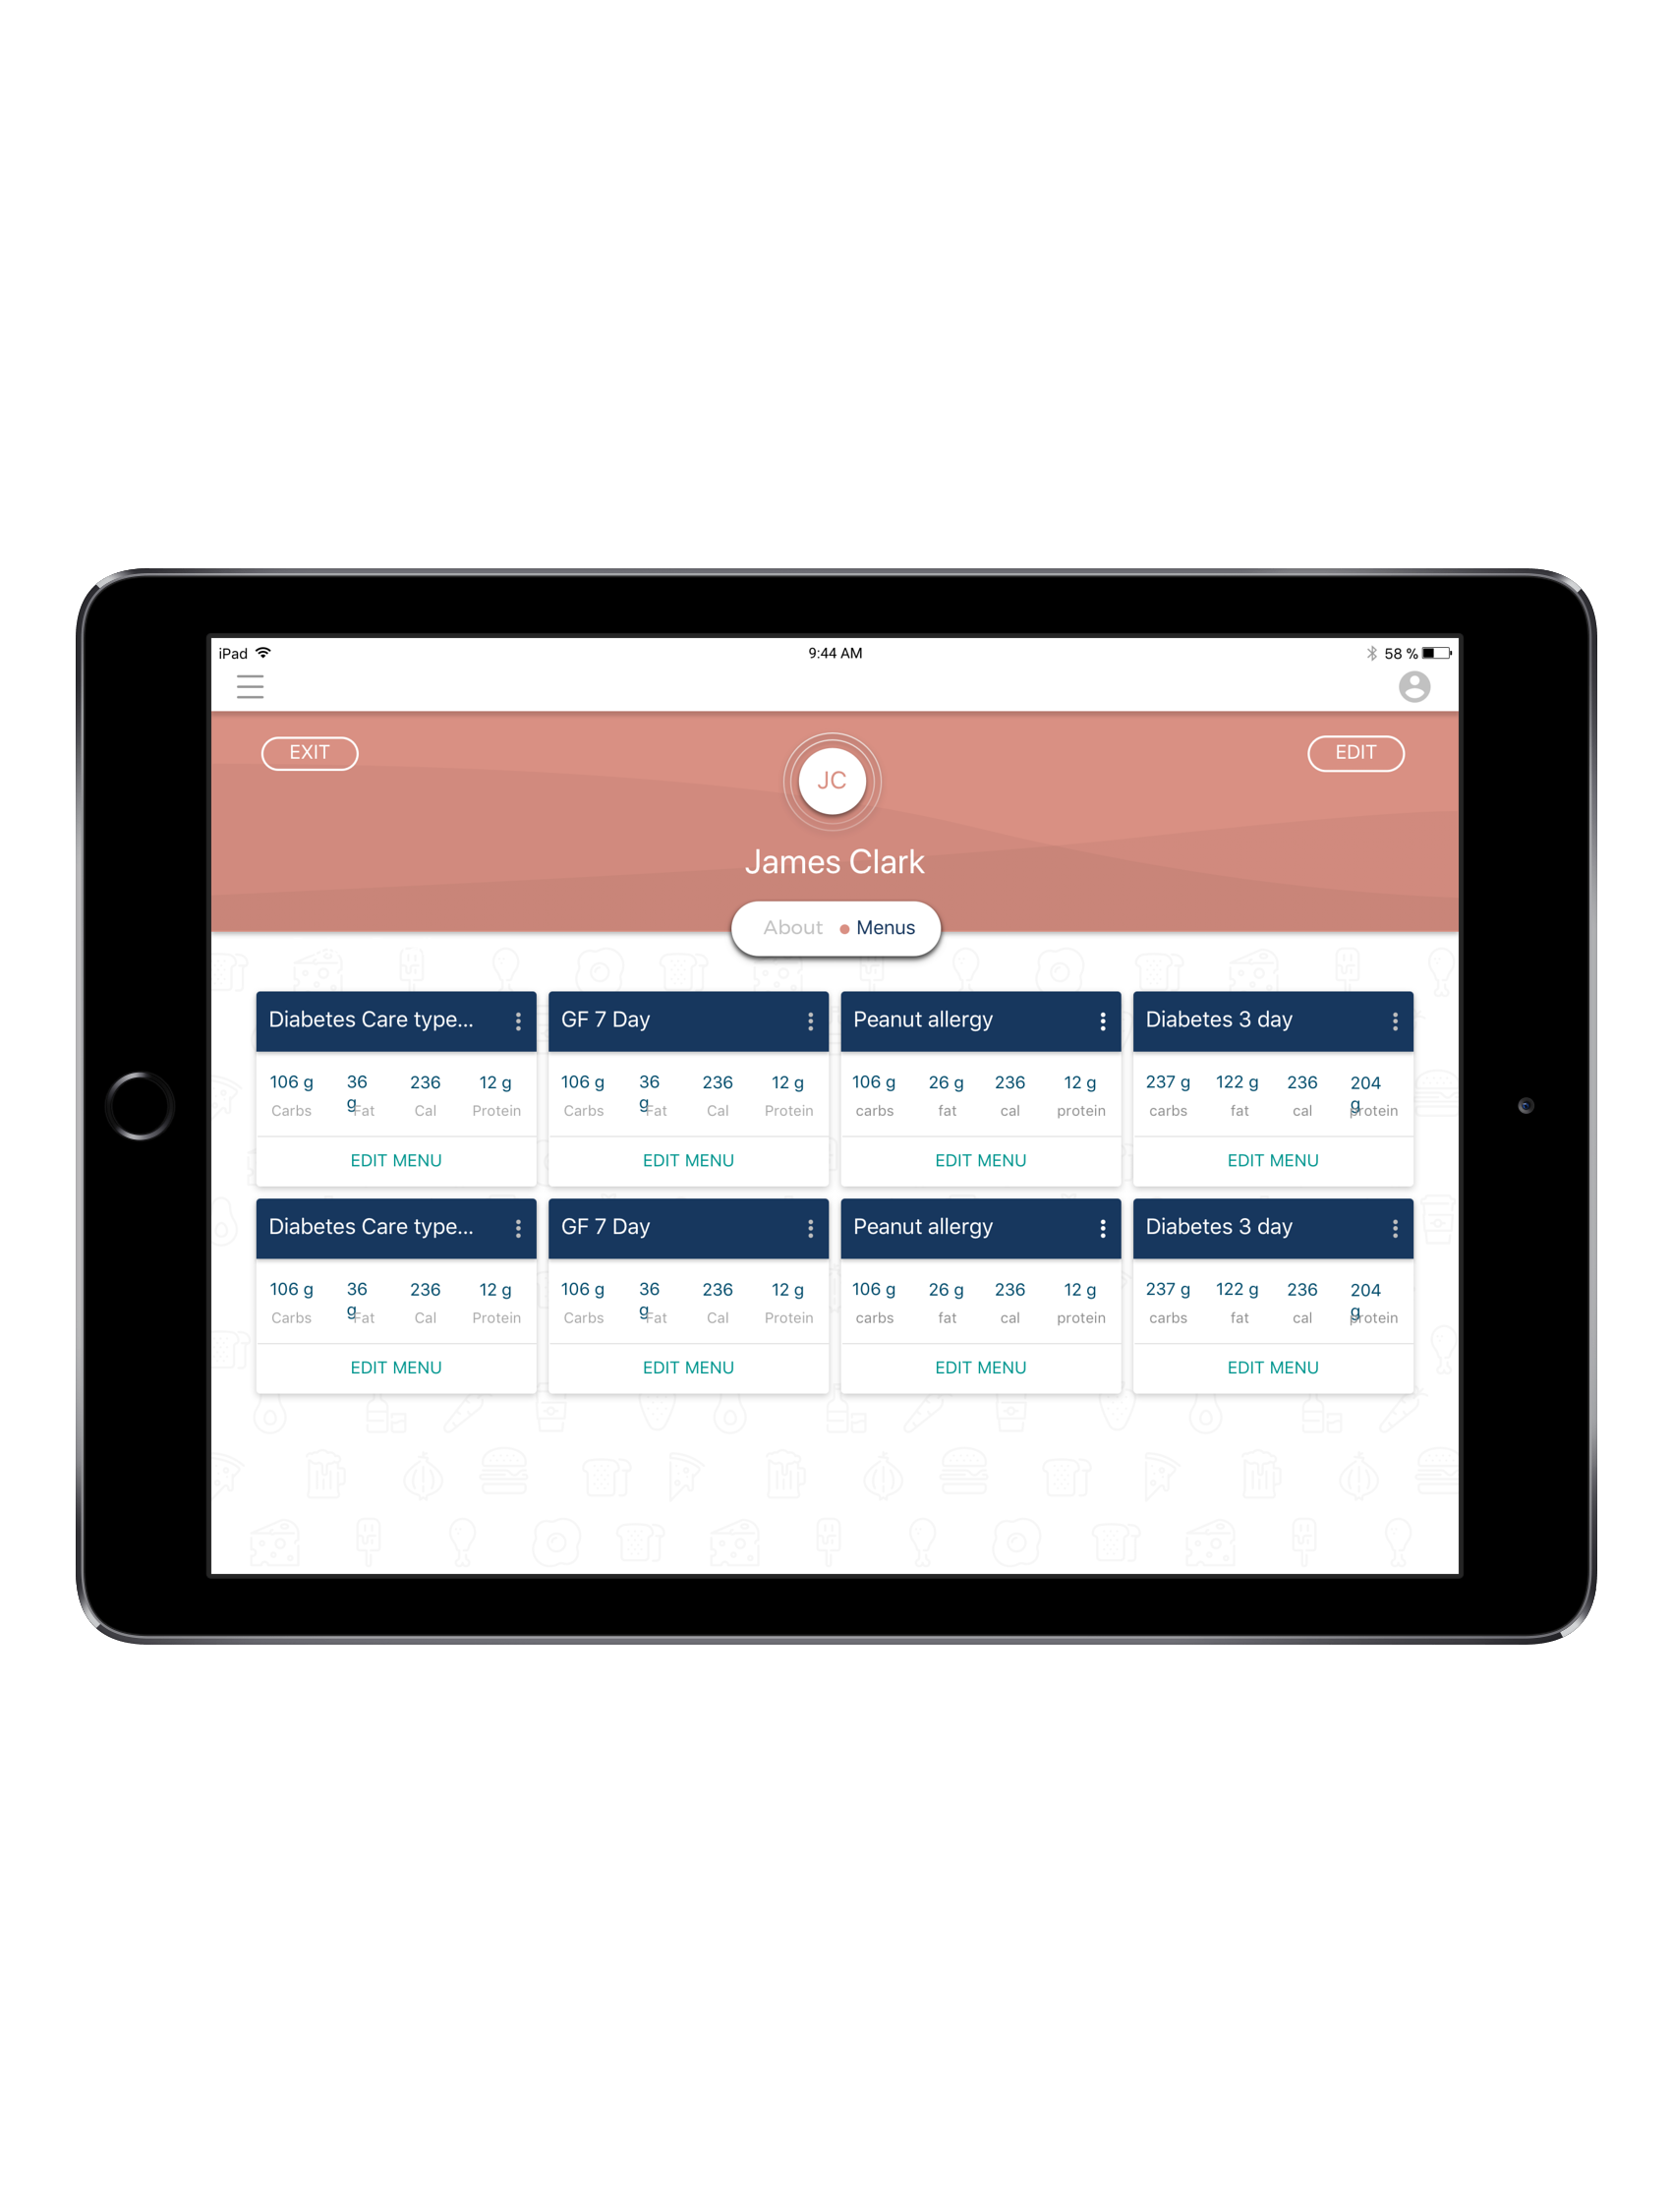 iPad 9:44 AM 58 %
EXIT JC EDIT
James Clark
About Menus
Diabetes Care type... GF 7 Day Peanut allergy Diabetes 3 day
106 g 36 g 236 12 g 106 g 36 g 236 12 g 106 g 26 g 236 12 g 237 g 122 g 236 204 g
Carbs Fat Cal Protein Carbs Fat Cal Protein carbs fat cal protein carbs fat cal protein
EDIT MENU EDIT MENU EDIT MENU EDIT MENU
Diabetes Care type... GF 7 Day Peanut allergy Diabetes 3 day
106 g 36 g 236 12 g 106 g 36 g 236 12 g 106 g 26 g 236 12 g 237 g 122 g 236 204 g
Carbs Fat Cal Protein Carbs Fat Cal Protein carbs fat cal protein carbs fat cal protein
EDIT MENU EDIT MENU EDIT MENU EDIT MENU